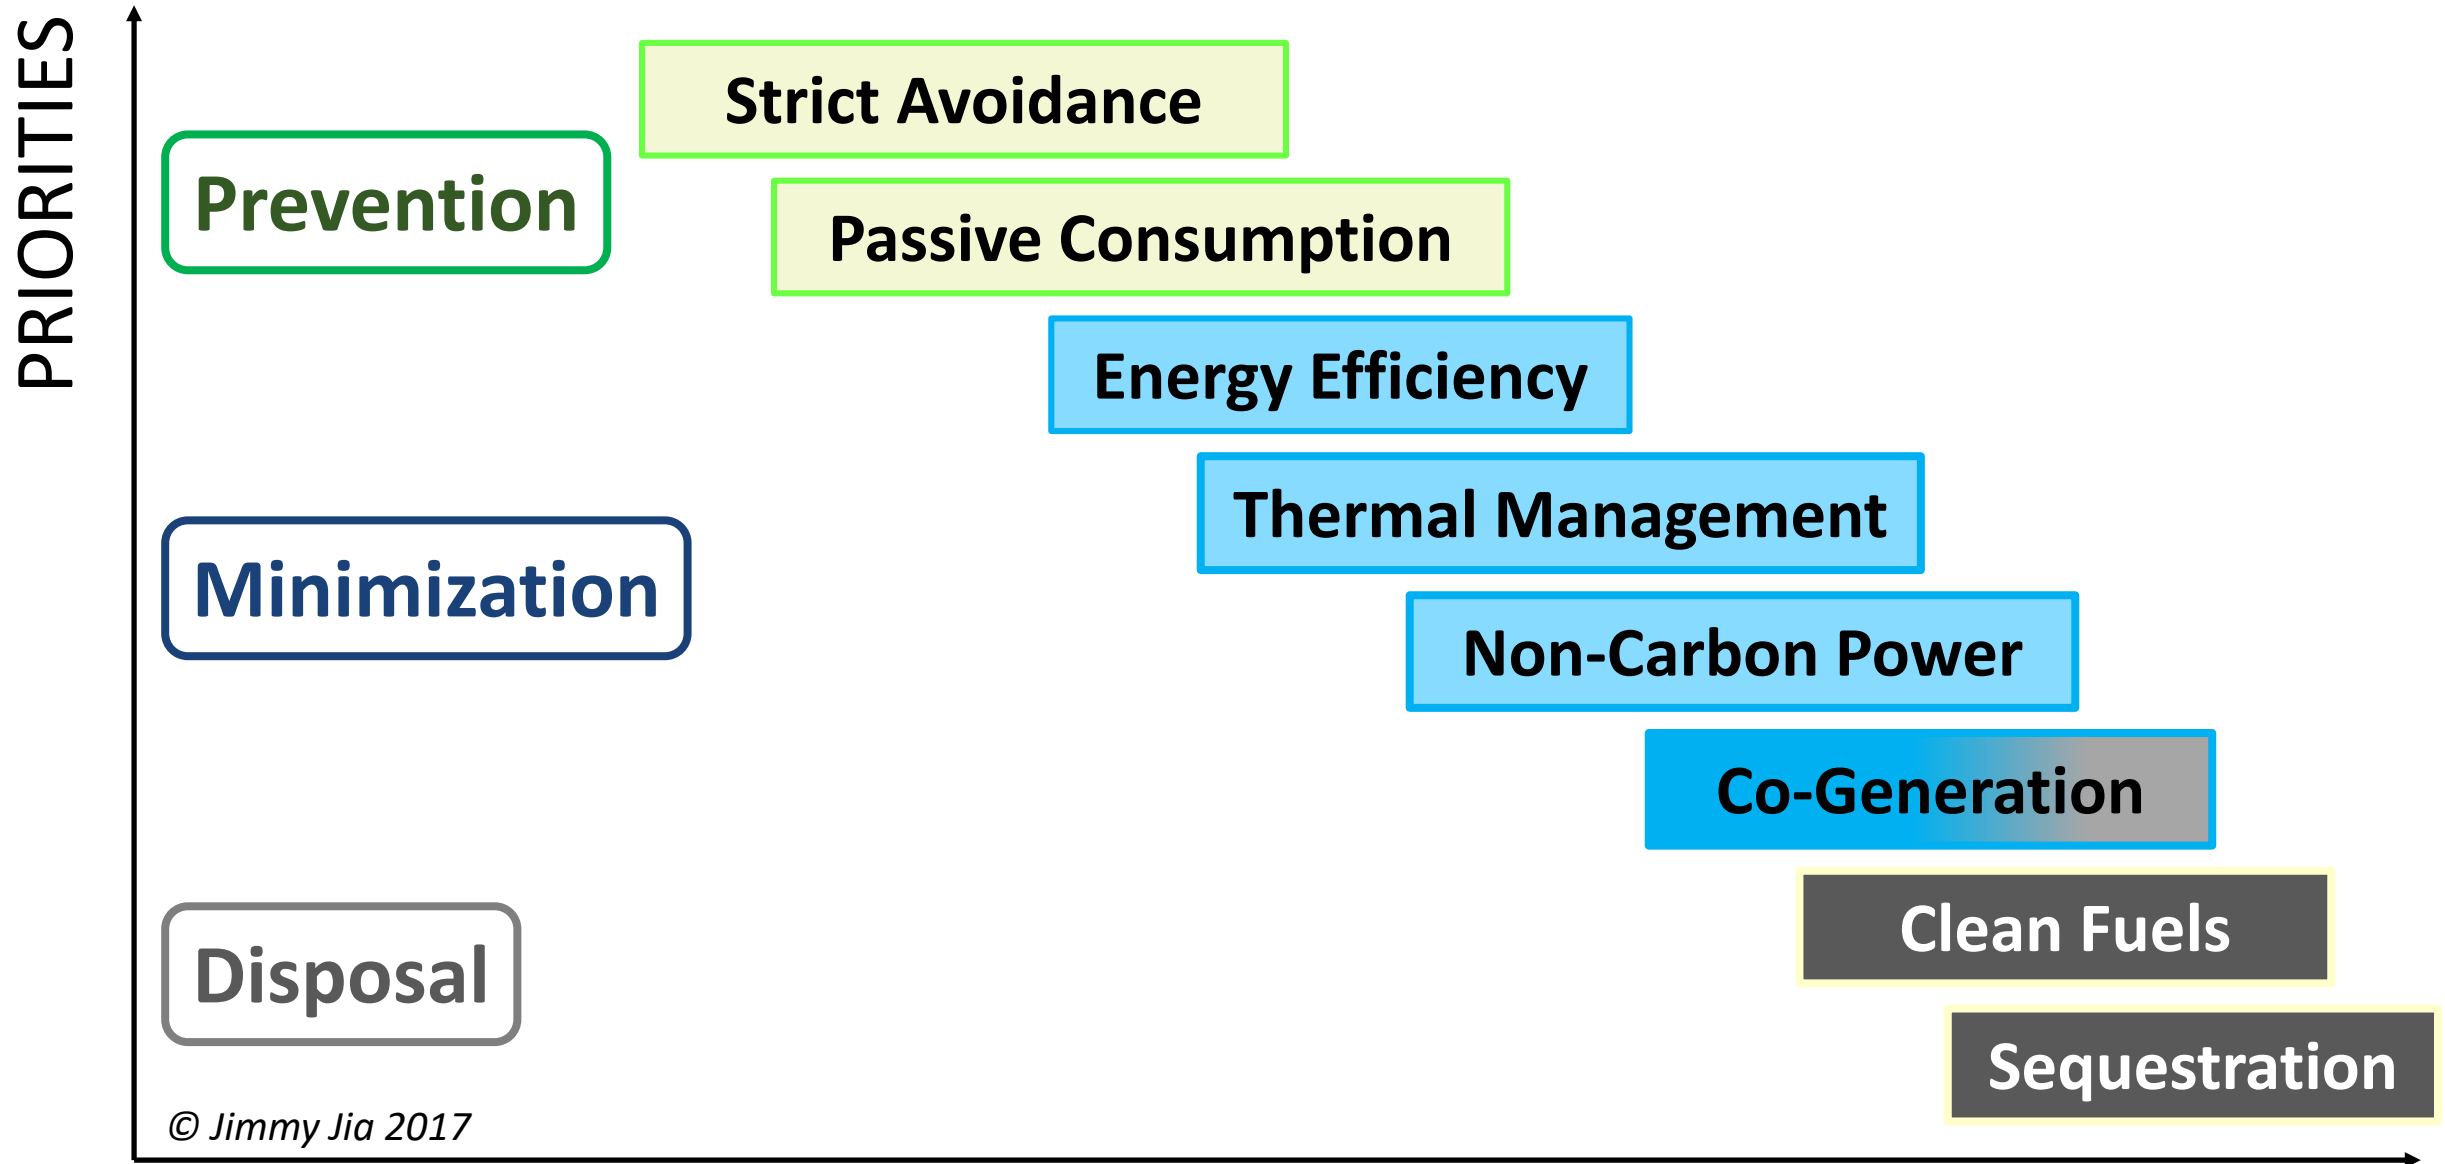 PRIORITIES
Strict Avoidance
Prevention
Passive Consumption
Energy Efficiency
Thermal Management
Minimization
Non-Carbon Power
Co-Generation
Clean Fuels
Disposal
Sequestration
© Jimmy Jia 2017